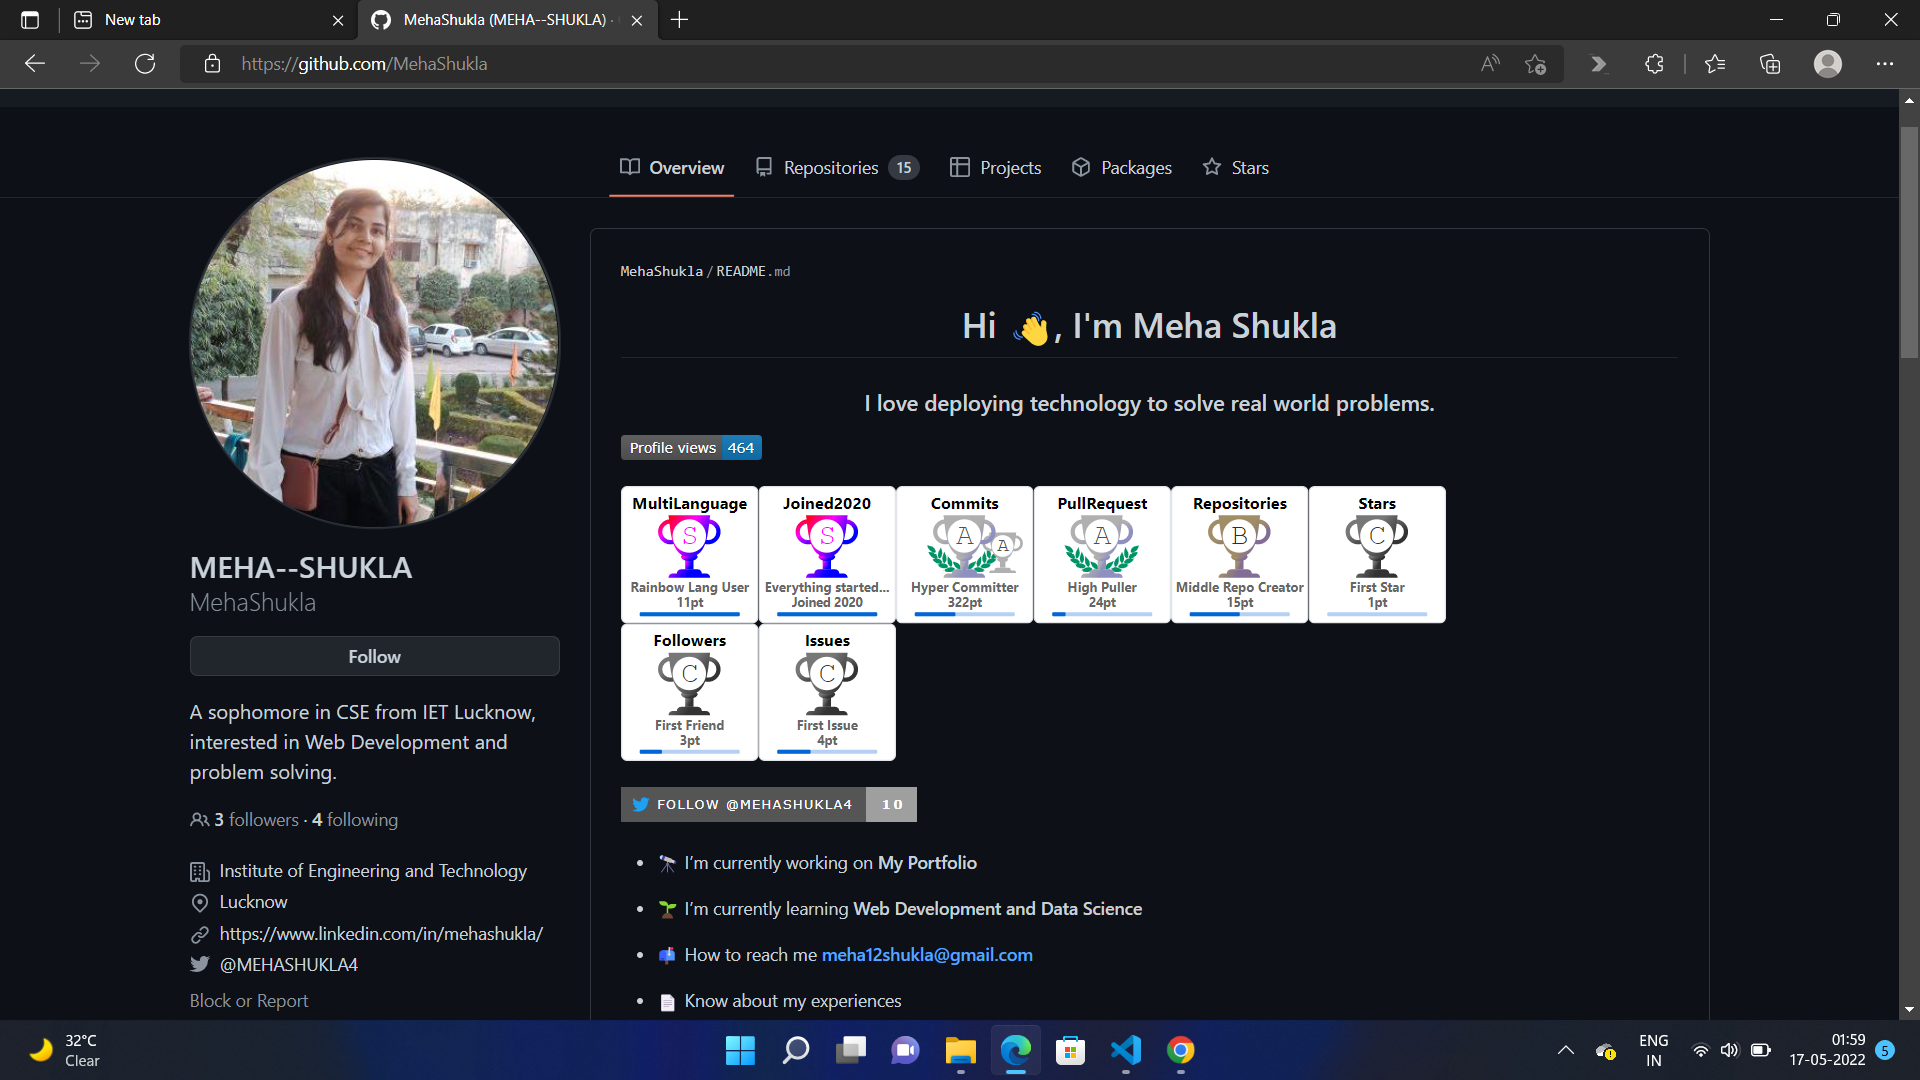 New tab
MehaShukla (MEHA--SHUKLA) ·
https://github.com/MehaShukla
Overview
Repositories 15
Projects
Packages
Stars
MehaShukla/README.md
Hi 👋, I'm Meha Shukla
I love deploying technology to solve real world problems.
Profile views 464
MultiLanguage
S
Rainbow Lang User
11pt
Joined2020
S
Everything started...
Joined 2020
Commits
A
A
Hyper Committer
322pt
PullRequest
A
High Puller
24pt
Repositories
B
Middle Repo Creator
15pt
Stars
C
First Star
1pt
Followers
C
First Friend
3pt
Issues
C
First Issue
4pt
FOLLOW @MEHASHUKLA4 10
• 🔭 I’m currently working on My Portfolio
• 🌱 I’m currently learning Web Development and Data Science
• 📫 How to reach me meha12shukla@gmail.com
• 📄 Know about my experiences
MEHA--SHUKLA
MehaShukla
Follow
A sophomore in CSE from IET Lucknow,
interested in Web Development and
problem solving.
3 followers · 4 following
Institute of Engineering and Technology
Lucknow
https://www.linkedin.com/in/mehashukla/
@MEHASHUKLA4
Block or Report
32°C
Clear
ENG
IN
01:59
17-05-2022
5